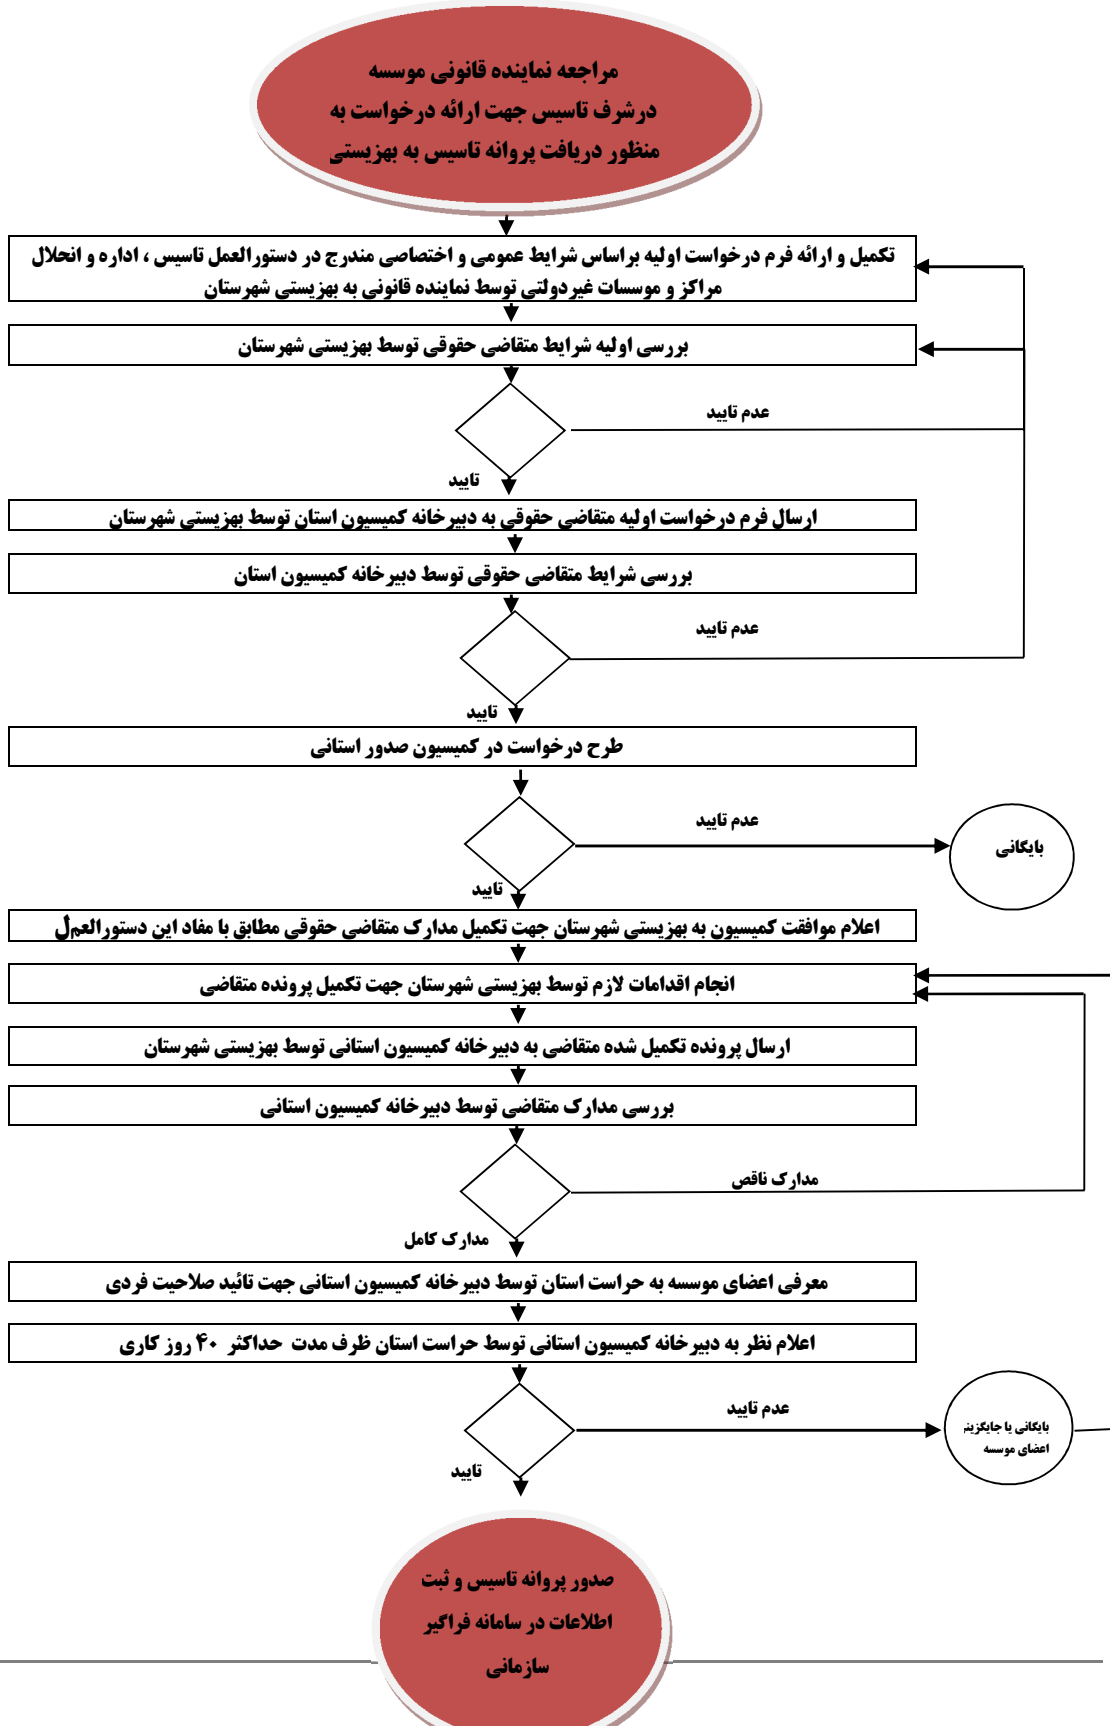 مراجعه نماینده قانونی موسسه
درشرف تاسیس جهت ارائه درخواست به
منظور دریافت پروانه تاسیس به بهزیستی
تکمیل و ارائه فرم درخواست اولیه براساس شرایط عمومی و اختصاصی مندرج در دستورالعمل تاسیس ، اداره و انحلال
مراکز و موسسات غیردولتی توسط نماینده قانونی به بهزیستی شهرستان
بررسی اولیه شرایط متقاضی حقوقی توسط بهزیستی شهرستان
عدم تایید
تایید
ارسال فرم درخواست اولیه متقاضی حقوقی به دبیرخانه کمیسیون استان توسط بهزیستی شهرستان
بررسی شرایط متقاضی حقوقی توسط دبیرخانه کمیسیون استان
عدم تایید
تایید
طرح درخواست در کمیسیون صدور استانی
عدم تایید
بایگانی
تایید
اعلام موافقت کمیسیون به بهزیستی شهرستان جهت تکمیل مدارک متقاضی حقوقی مطابق با مفاد این دستورالعمل
انجام اقدامات لازم توسط بهزیستی شهرستان جهت تکمیل پرونده متقاضی
ارسال پرونده تکمیل شده متقاضی به دبیرخانه کمیسیون استانی توسط بهزیستی شهرستان
بررسی مدارک متقاضی توسط دبیرخانه کمیسیون استانی
مدارک ناقص
مدارک کامل
معرفی اعضای موسسه به حراست استان توسط دبیرخانه کمیسیون استانی جهت تائید صلاحیت فردی
اعلام نظر به دبیرخانه کمیسیون استانی توسط حراست استان ظرف مدت حداکثر ۴۰ روز کاری
عدم تایید
بایگانی یا جایگزینی
اعضای موسسه
تایید
صدور پروانه تاسیس و ثبت
اطلاعات در سامانه فراگیر
سازمانی